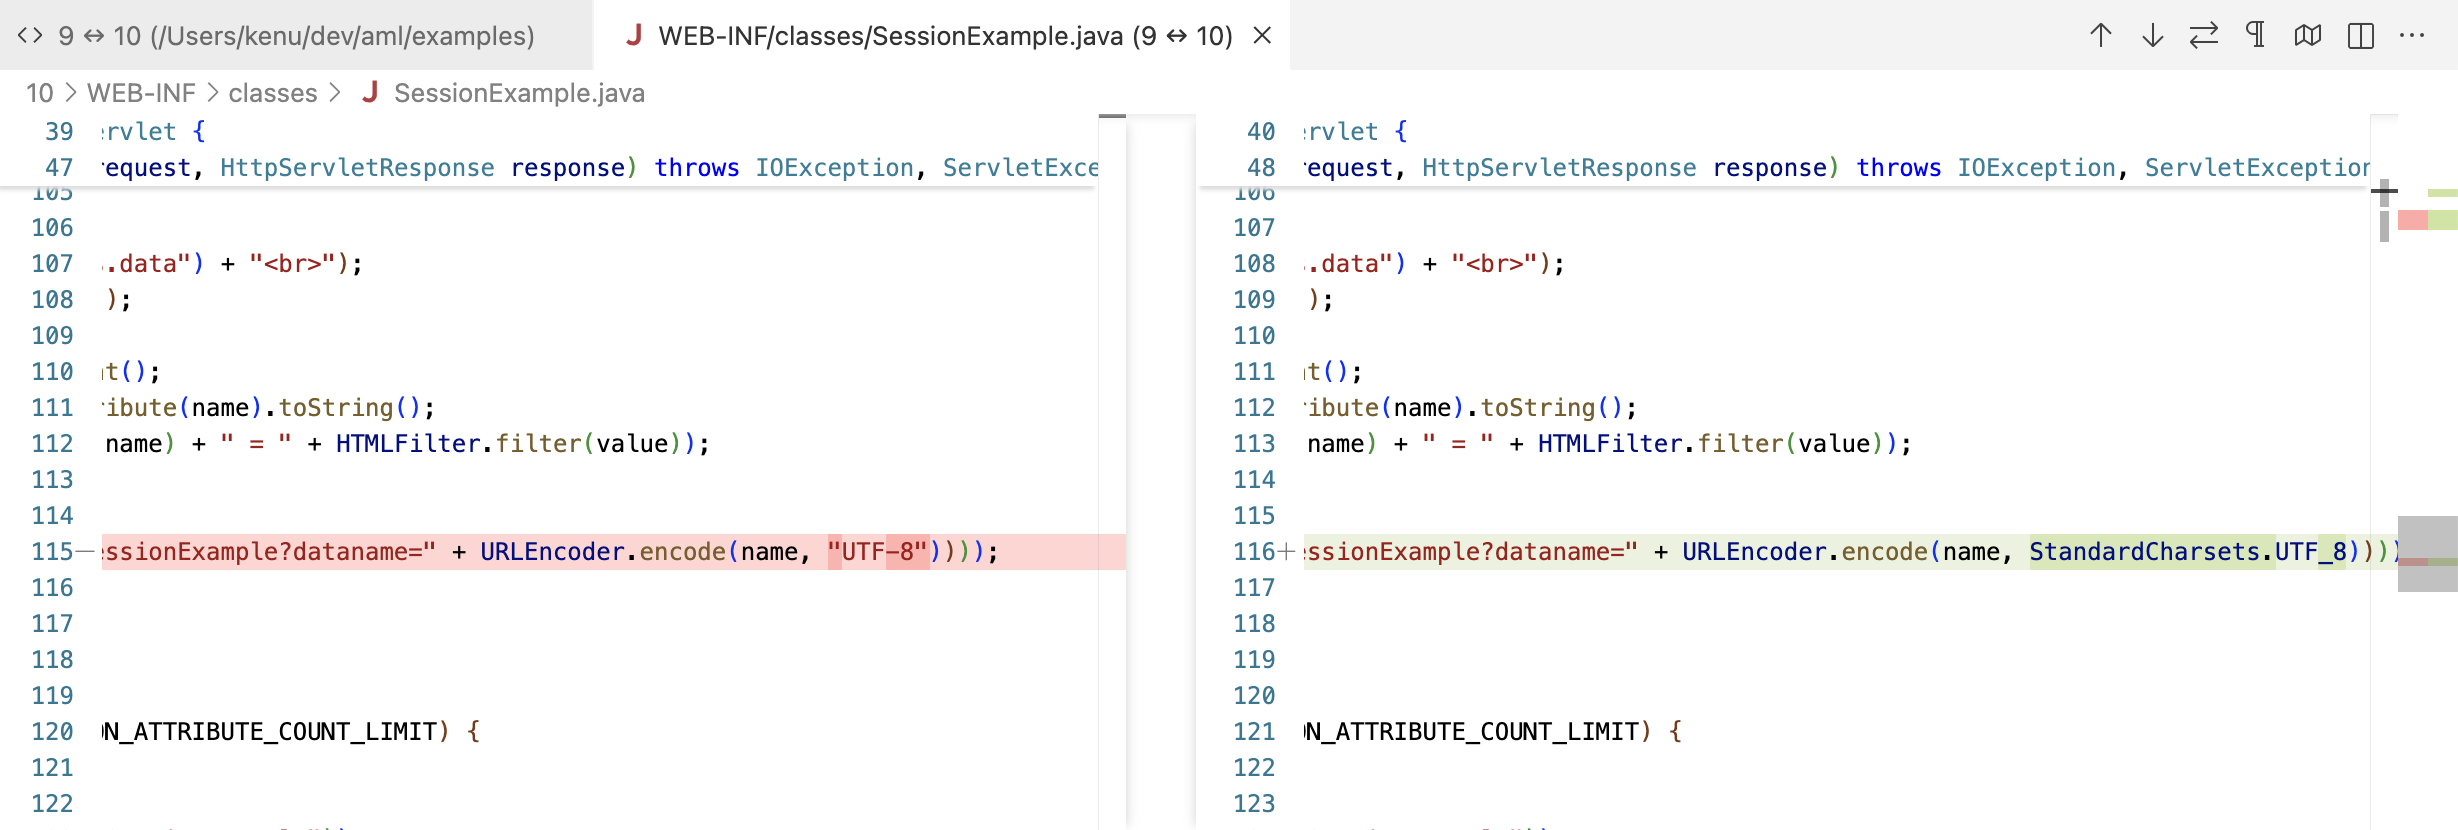 9 ↔ 10 (/Users/kenu/dev/aml/examples)
J WEB-INF/classes/SessionExample.java (9 ↔ 10)
10 > WEB-INF > classes > J SessionExample.java
39 rvlet {
47 equest, HttpServletResponse response) throws IOException, ServletExce
105
106
107 .data") + "<br>");
108 );
109
110 t();
111 ibute(name).toString();
112 name) + " = " + HTMLFilter.filter(value));
113
114
115 ssionExample?dataname=" + URLEncoder.encode(name, "UTF-8"))));
116
117
118
119
120 N_ATTRIBUTE_COUNT_LIMIT) {
121
122
40 rvlet {
48 equest, HttpServletResponse response) throws IOException, ServletException
106
107
108 .data") + "<br>");
109 );
110
111 t();
112 ibute(name).toString();
113 name) + " = " + HTMLFilter.filter(value));
114
115
116+ ssionExample?dataname=" + URLEncoder.encode(name, StandardCharsets.UTF_8))))
117
118
119
120
121 N_ATTRIBUTE_COUNT_LIMIT) {
122
123